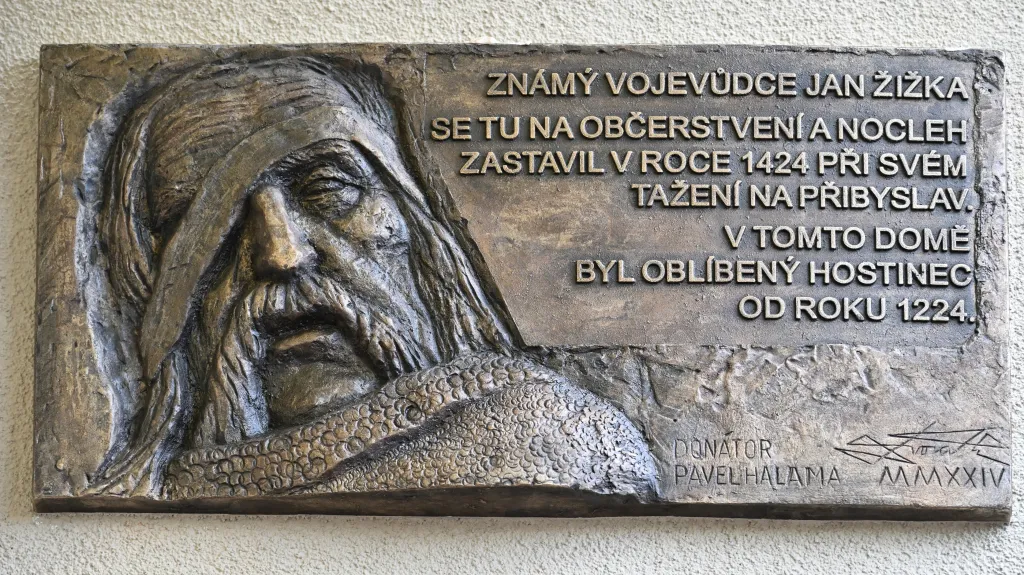 ZNÁMÝ VOJEVŮDCE JAN ŽIŽKA
SE TU NA OBČERSTVENÍ A NOCLEH
ZASTAVIL V ROCE 1424 PŘI SVÉM
TAŽENÍ NA PŘIBYSLAV.
V TOMTO DOMĚ
BYL OBLÍBENÝ HOSTINEC
OD ROKU 1224.
DONÁTOR
PAVEL HALAMA
MMXXIV